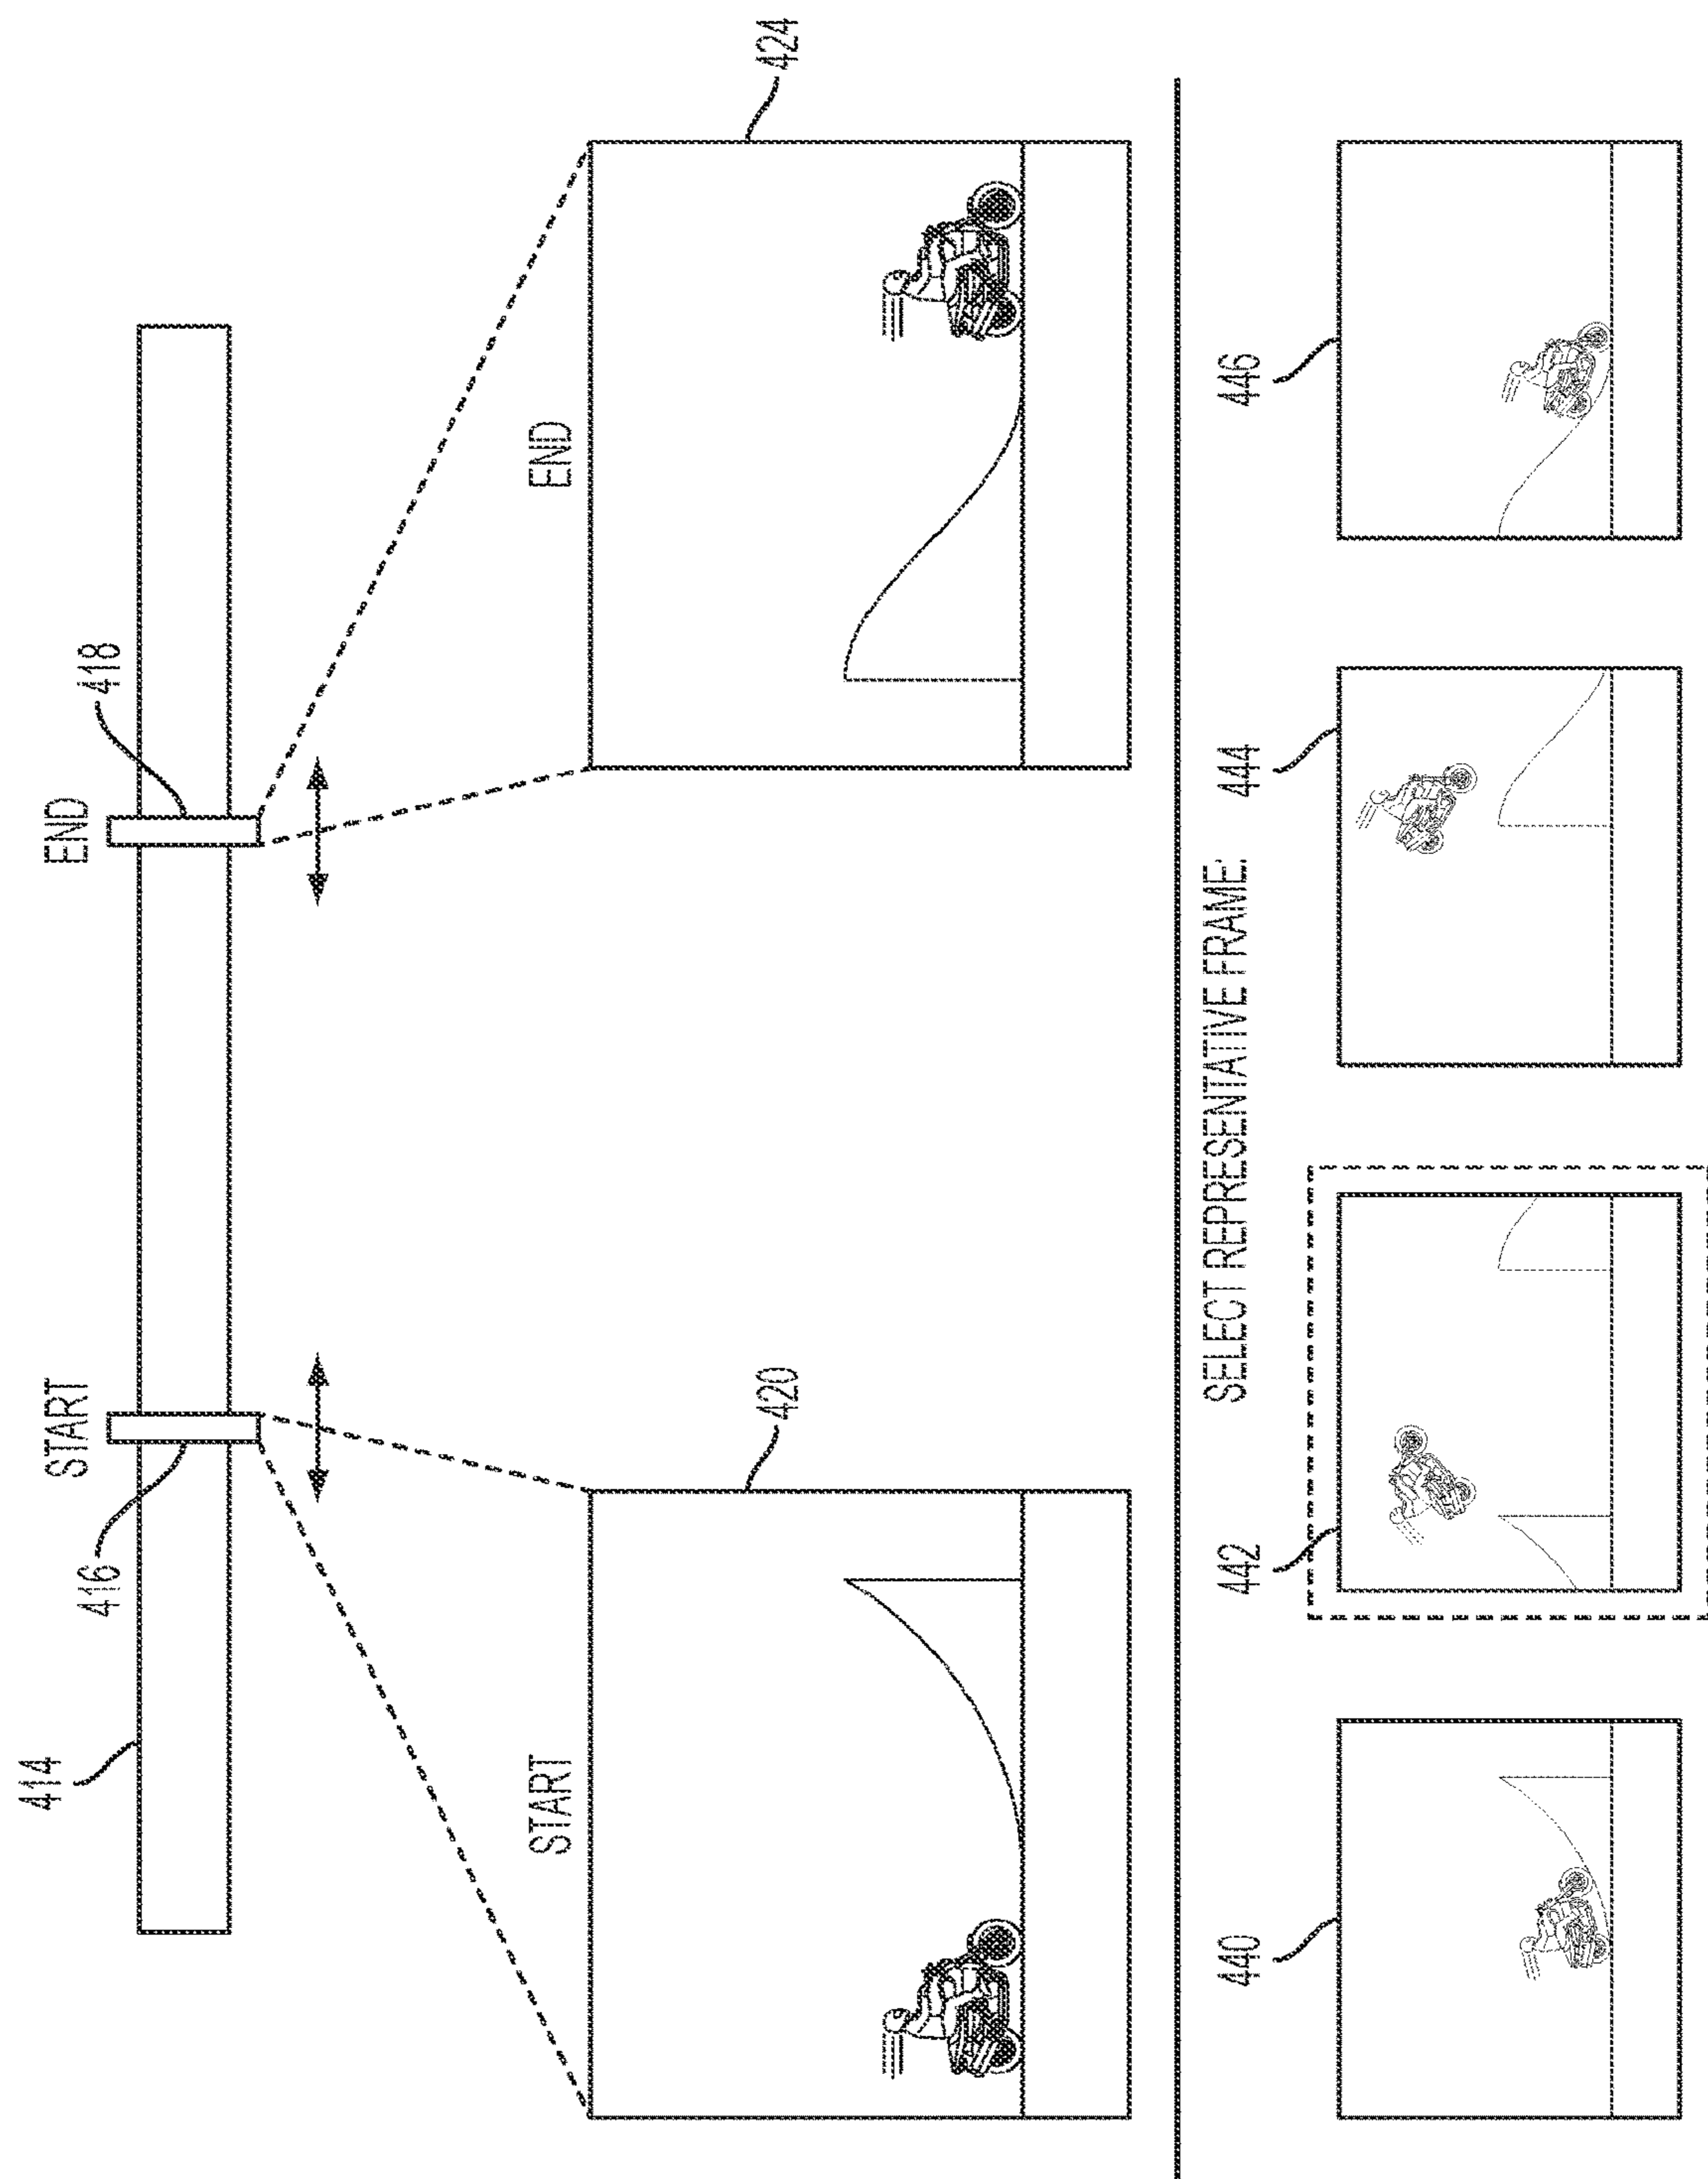 START
END
414
416
418
START
END
420
424
SELECT REPRESENTATIVE FRAME:
440
442
444
446